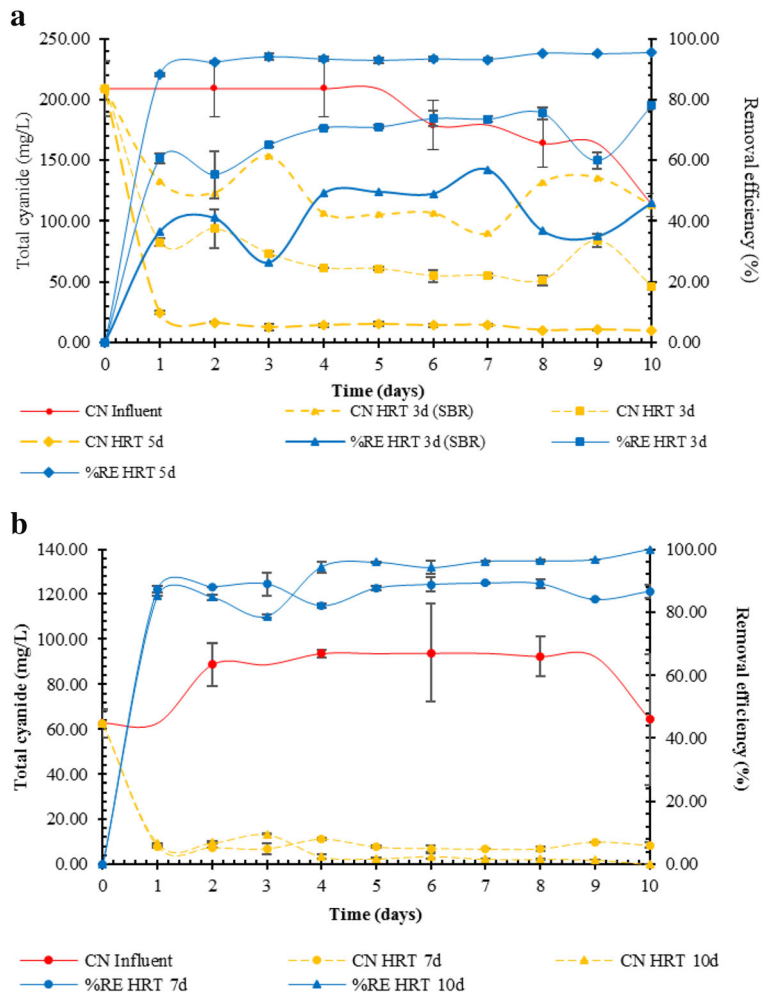 a
250.00
200.00
150.00
100.00
50.00
0.00
Total cyanide (mg/L)
100.00
80.00
60.00
40.00
20.00
0.00
Removal efficiency (%)
0 1 2 3 4 5 6 7 8 9 10
Time (days)
CN Influent CN HRT 3d (SBR) CN HRT 3d
CN HRT 5d %RE HRT 3d (SBR) %RE HRT 3d
%RE HRT 5d
b
140.00
120.00
100.00
80.00
60.00
40.00
20.00
0.00
Total cyanide (mg/L)
100.00
80.00
60.00
40.00
20.00
0.00
Removal efficiency (%)
0 1 2 3 4 5 6 7 8 9 10
Time (days)
CN Influent CN HRT 7d CN HRT 10d
%RE HRT 7d %RE HRT 10d